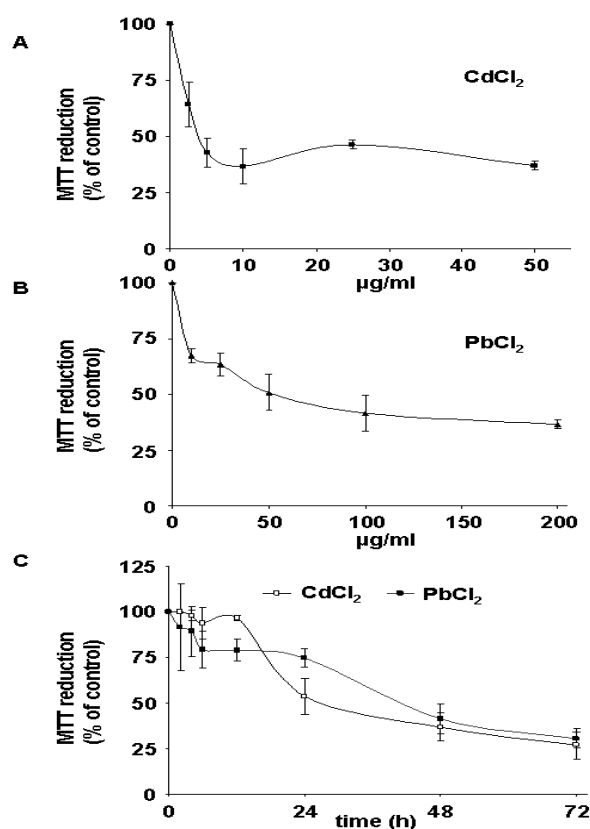 A
CdCl₂
MTT reduction
(% of control)
100
75
50
25
0
0 10 20 30 40 50
µg/ml
B
PbCl₂
MTT reduction
(% of control)
100
75
50
25
0
0 50 100 150 200
µg/ml
C
CdCl₂ PbCl₂
MTT reduction
(% of control)
125
100
75
50
25
0
0 24 48 72
time (h)